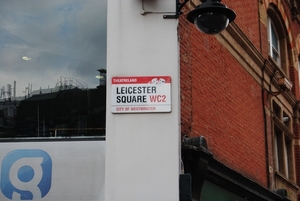 THEATRELAND
LEICESTER
SQUARE WC2
CITY OF WESTMINSTER
g